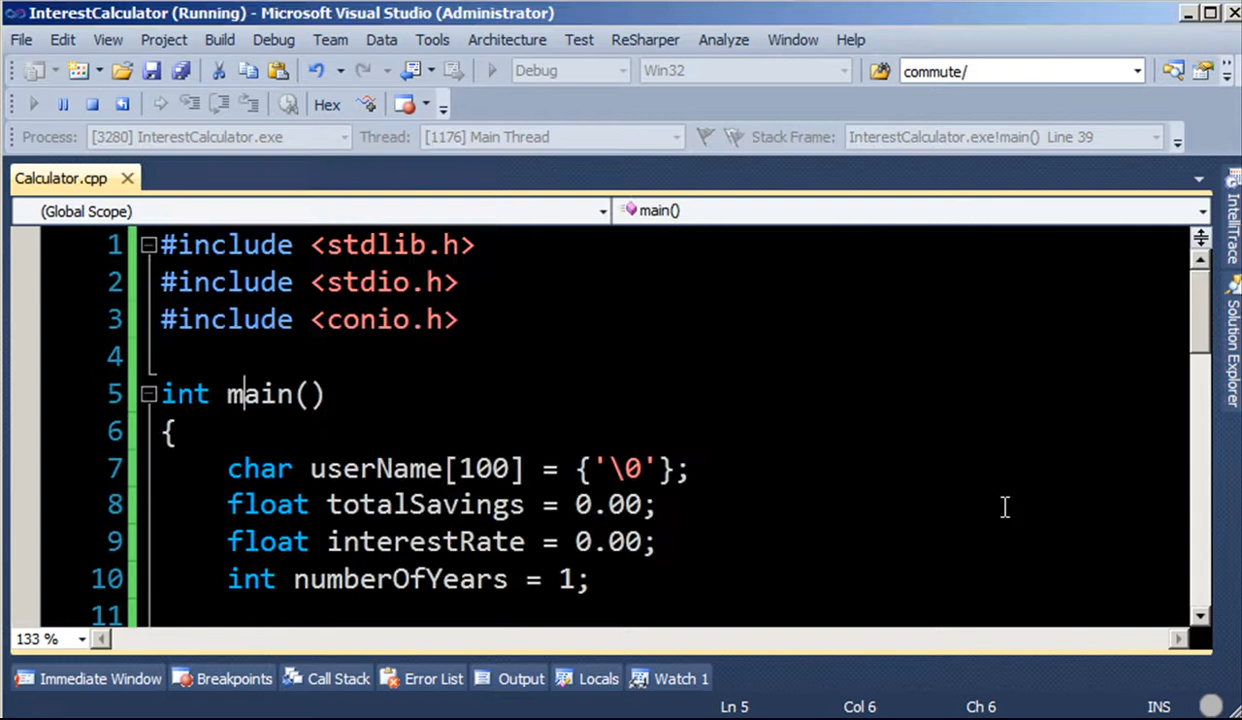 InterestCalculator (Running) - Microsoft Visual Studio (Administrator)
File Edit View Project Build Debug Team Data Tools Architecture Test ReSharper Analyze Window Help
Debug Win32 commute/
Hex
Process: [3280] InterestCalculator.exe Thread: [1176] Main Thread Stack Frame: InterestCalculator.exe!main() Line 39
Calculator.cpp
(Global Scope) main()
1 #include <stdlib.h>
2 #include <stdio.h>
3 #include <conio.h>
4
5 int main()
6 {
7 char userName[100] = {'\0'};
8 float totalSavings = 0.00;
9 float interestRate = 0.00;
10 int numberOfYears = 1;
11
133 %
Immediate Window Breakpoints Call Stack Error List Output Locals Watch 1
Ln 5 Col 6 Ch 6 INS
IntelliTrace
Solution Explorer